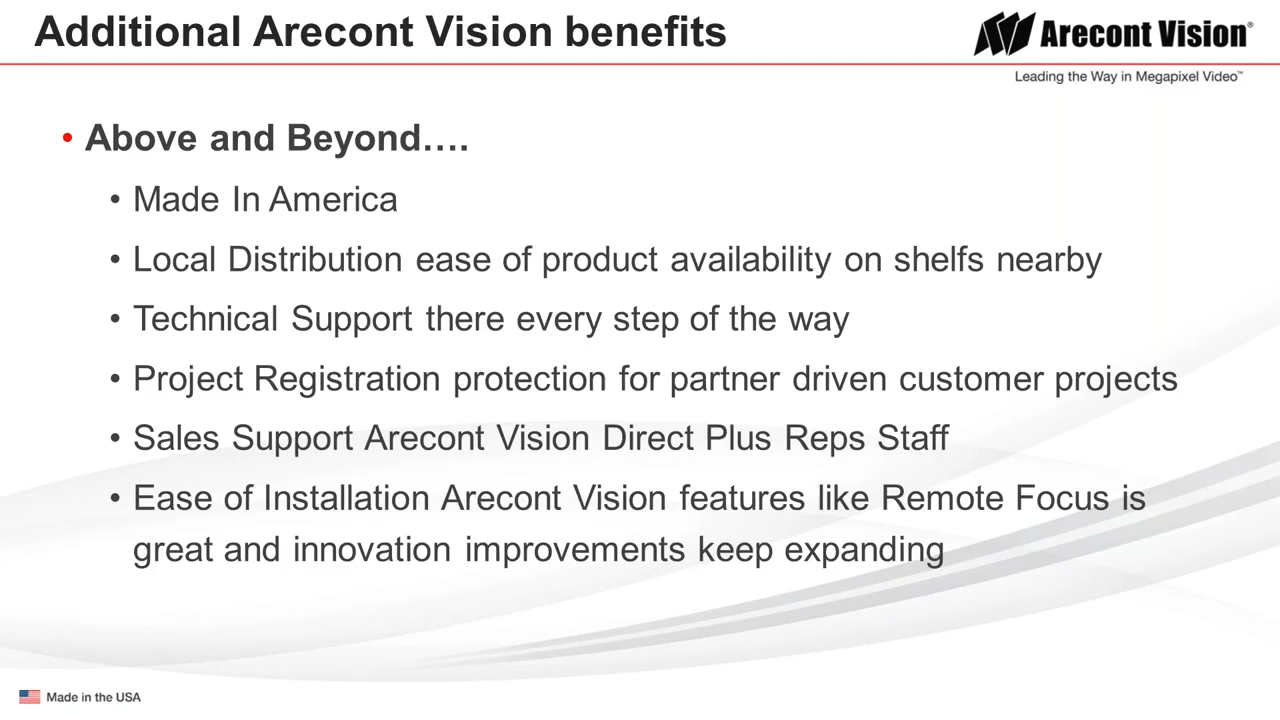 Additional Arecont Vision benefits
Arecont Vision®
Leading the Way in Megapixel Video™
• Above and Beyond….
• Made In America
• Local Distribution ease of product availability on shelfs nearby
• Technical Support there every step of the way
• Project Registration protection for partner driven customer projects
• Sales Support Arecont Vision Direct Plus Reps Staff
• Ease of Installation Arecont Vision features like Remote Focus is
great and innovation improvements keep expanding
Made in the USA